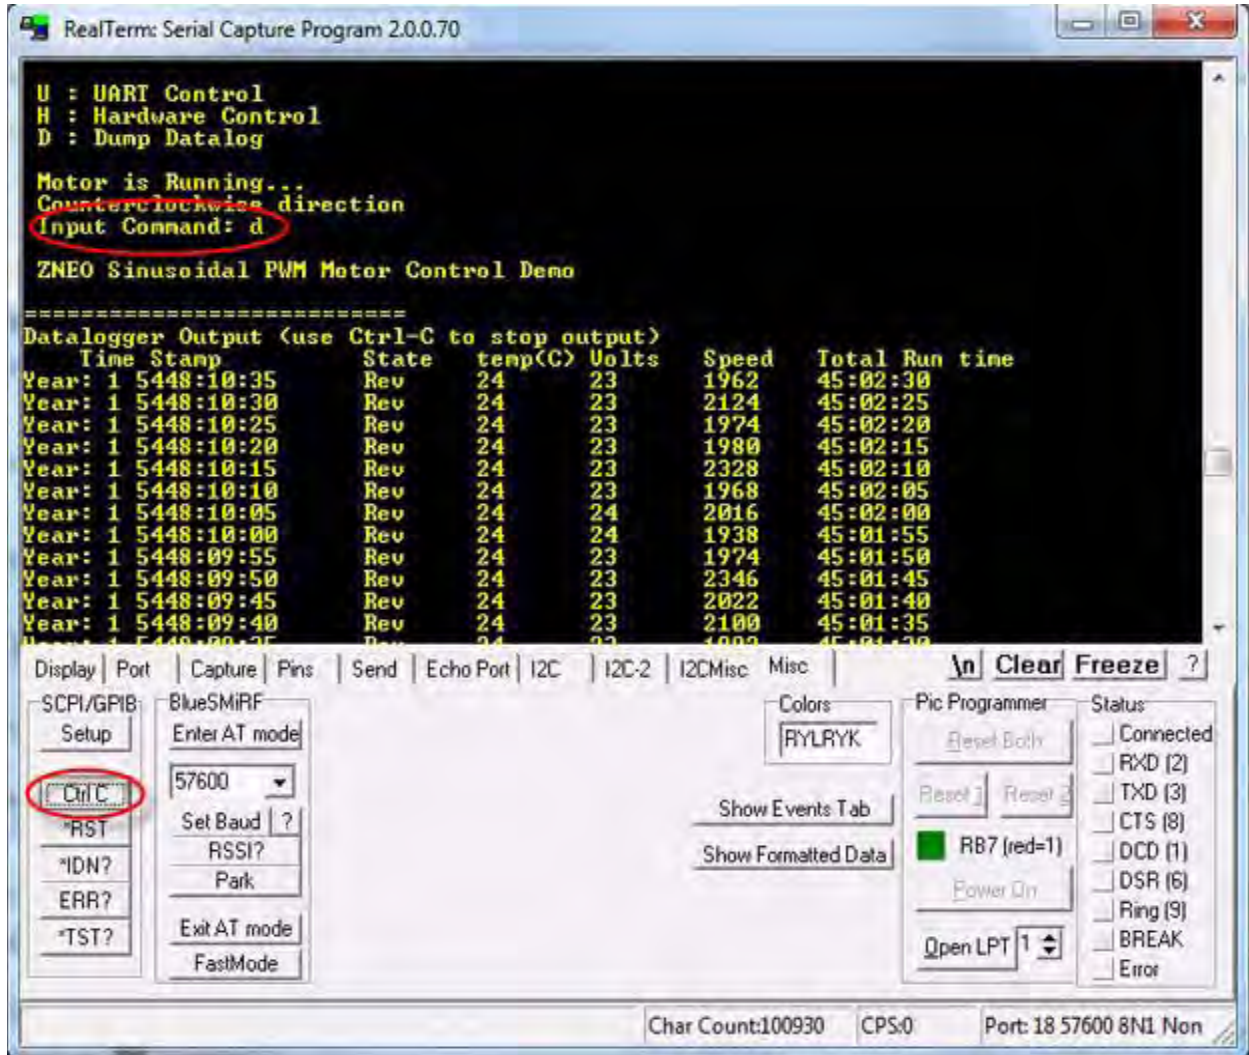 RealTerm: Serial Capture Program 2.0.0.70
U : UART Control
H : Hardware Control
D : Dump Datalog
Motor is Running...
Counterclockwise direction
Input Command: d
ZNEO Sinusoidal PWM Motor Control Demo
===========================
Datalogger Output (use Ctrl-C to stop output)
Time Stamp State temp(C) Volts Speed Total Run time
Year: 1 5448:10:35 Rev 24 23 1962 45:02:30
Year: 1 5448:10:30 Rev 24 23 2124 45:02:25
Year: 1 5448:10:25 Rev 24 23 1974 45:02:20
Year: 1 5448:10:20 Rev 24 23 1980 45:02:15
Year: 1 5448:10:15 Rev 24 23 2328 45:02:10
Year: 1 5448:10:10 Rev 24 23 1968 45:02:05
Year: 1 5448:10:05 Rev 24 24 2016 45:02:00
Year: 1 5448:10:00 Rev 24 24 1938 45:01:55
Year: 1 5448:09:55 Rev 24 23 1974 45:01:50
Year: 1 5448:09:50 Rev 24 23 2346 45:01:45
Year: 1 5448:09:45 Rev 24 23 2022 45:01:40
Year: 1 5448:09:40 Rev 24 23 2100 45:01:35
Display Port Capture Pins Send Echo Port I2C I2C-2 I2CMisc Misc \n Clear Freeze ?
SCPI/GPIB
Setup
Ctrl C
*RST
*IDN?
ERR?
*TST?
BlueSMiRF
Enter AT mode
57600
Set Baud ?
RSSI?
Park
Exit AT mode
FastMode
Colors
RYLRYK
Show Events Tab
Show Formatted Data
Pic Programmer
Reset Both
Reset 1 Reset 2
RB7 (red=1)
Power On
Open LPT 1
Status
Connected
RXD (2)
TXD (3)
CTS (8)
DCD (1)
DSR (6)
Ring (9)
BREAK
Error
Char Count:100930 CPS:0 Port: 18 57600 8N1 Non